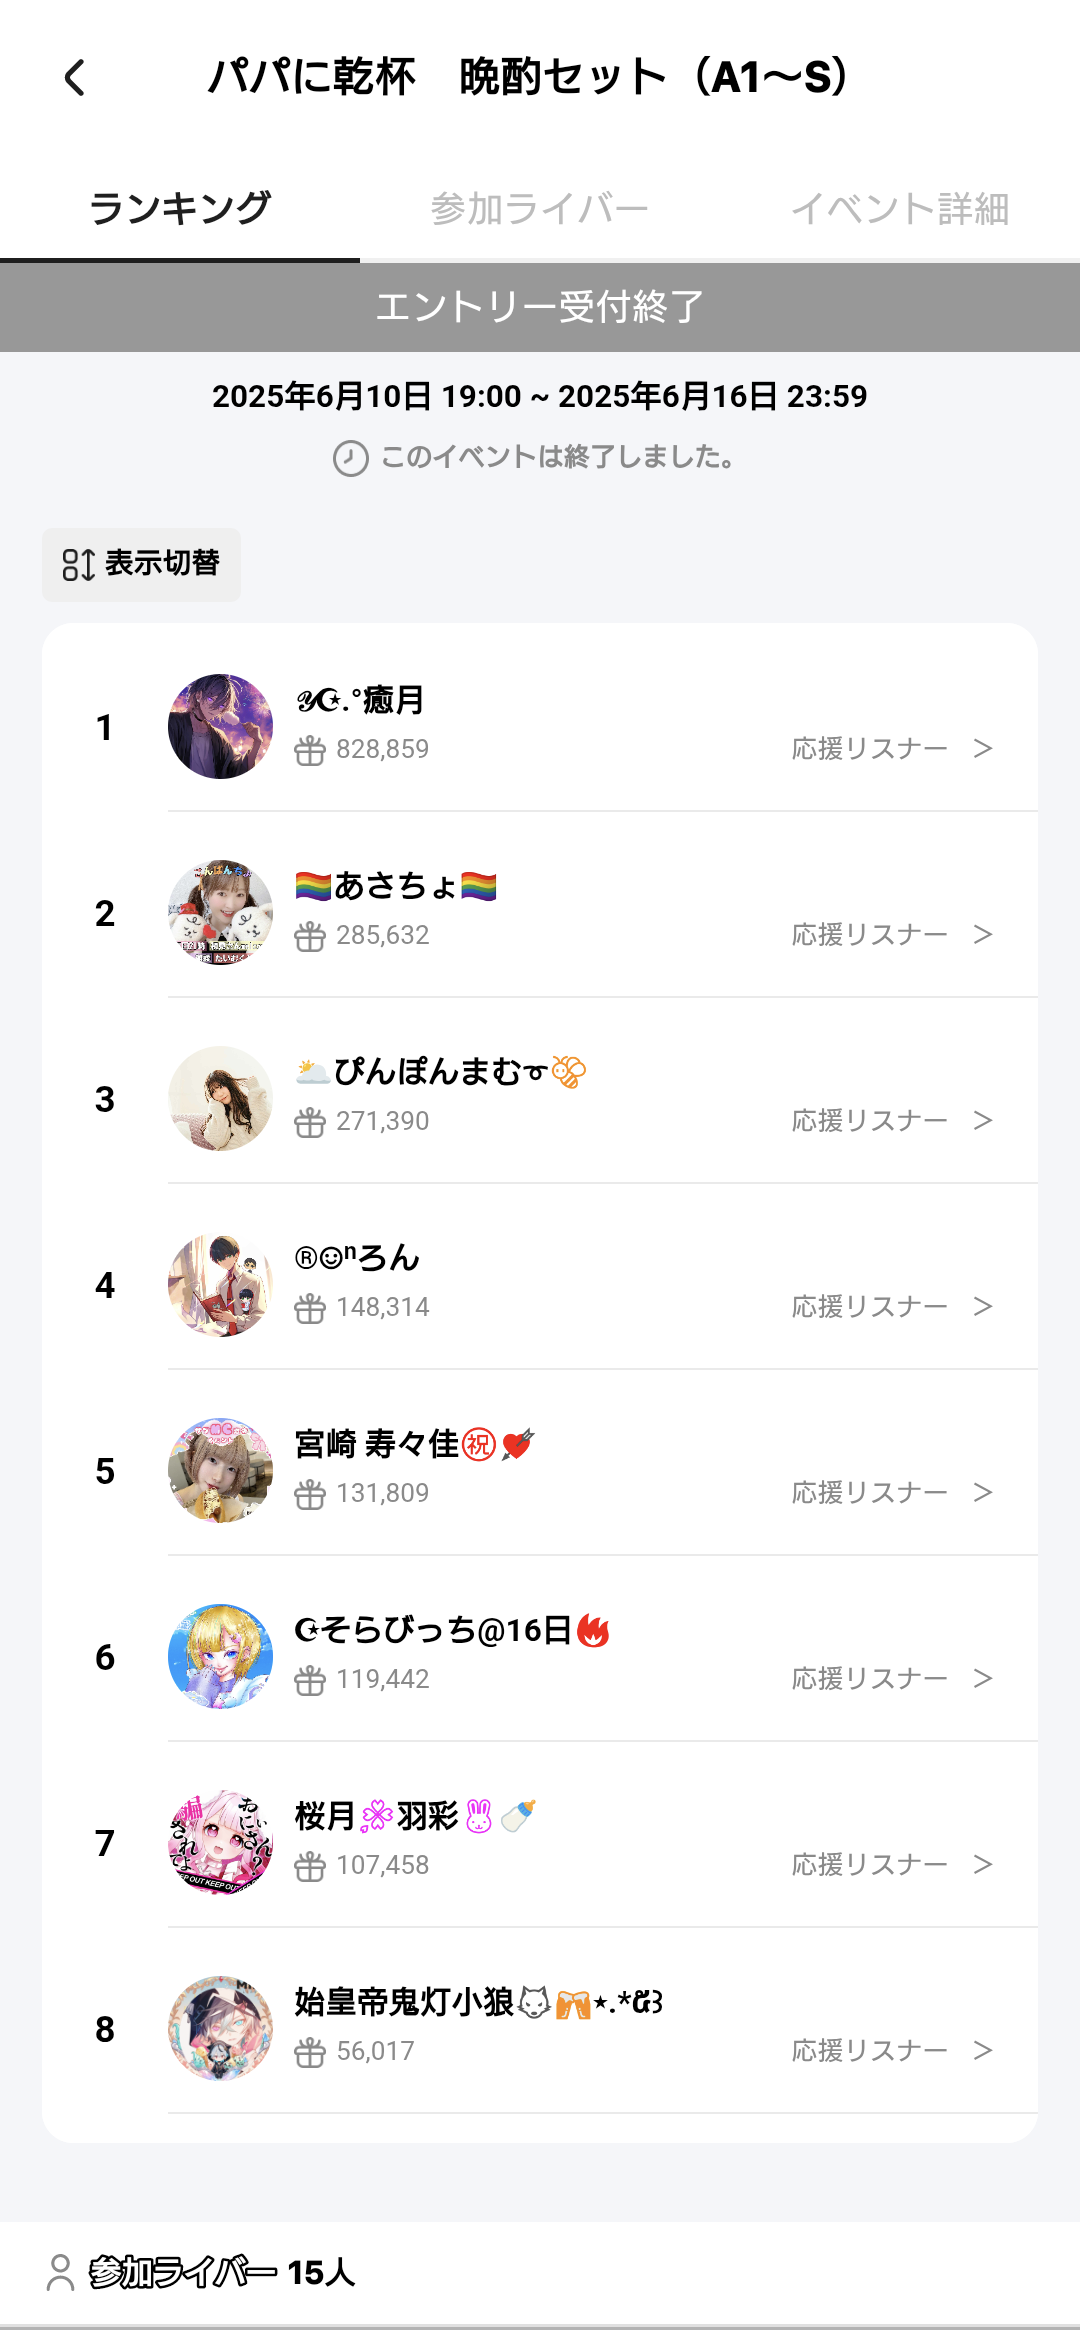 パパに乾杯　晩酌セット（A1〜S）
ランキング 参加ライバー イベント詳細
エントリー受付終了
2025年6月10日 19:00 ~ 2025年6月16日 23:59
このイベントは終了しました。
表示切替
1
𝓨☪.°癒月
828,859 応援リスナー >
2
🏳️‍🌈あさちょ🏳️‍🌈
285,632 応援リスナー >
3
🌥️ぴんぽんまむ➰🐝
271,390 応援リスナー >
4
®☺ⁿろん
148,314 応援リスナー >
5
宮崎 寿々佳㊗️💘
131,809 応援リスナー >
6
☪そらびっち@16日🔥
119,442 応援リスナー >
7
桜月🌸羽彩🐰🍼
107,458 応援リスナー >
8
始皇帝鬼灯小狼🐺🍻⋆.*
56,017 応援リスナー >
参加ライバー 15人